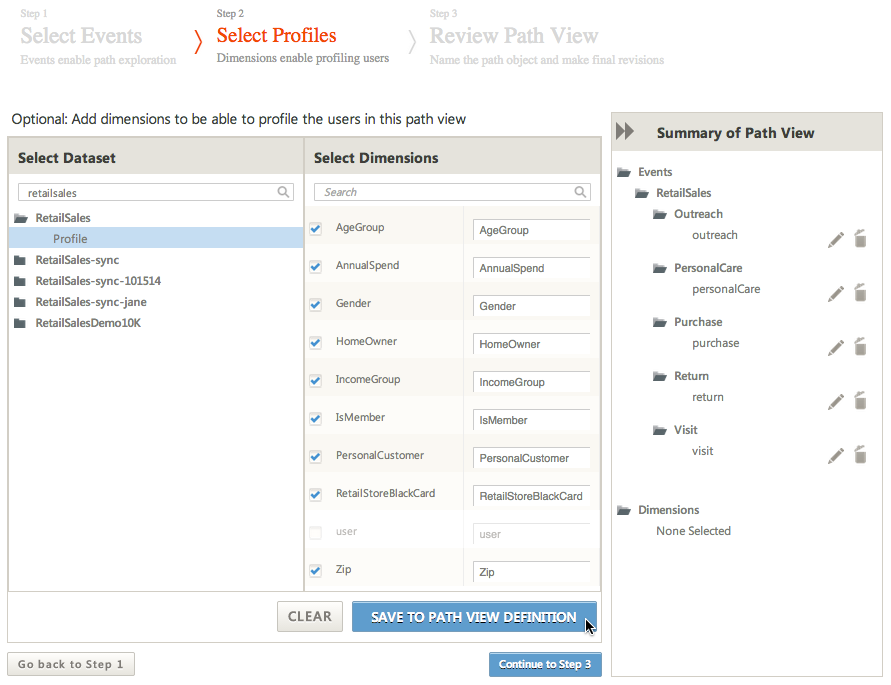 Step 1
Select Events
Events enable path exploration
Step 2
Select Profiles
Dimensions enable profiling users
Step 3
Review Path View
Name the path object and make final revisions
Optional: Add dimensions to be able to profile the users in this path view
Select Dataset
retailsales
RetailSales
Profile
RetailSales-sync
RetailSales-sync-101514
RetailSales-sync-jane
RetailSalesDemo10K
Select Dimensions
Search
AgeGroup AgeGroup
AnnualSpend AnnualSpend
Gender Gender
HomeOwner HomeOwner
IncomeGroup IncomeGroup
IsMember IsMember
PersonalCustomer PersonalCustomer
RetailStoreBlackCard RetailStoreBlackCard
user user
Zip Zip
CLEAR SAVE TO PATH VIEW DEFINITION
Go back to Step 1 Continue to Step 3
Summary of Path View
Events
RetailSales
Outreach
outreach
PersonalCare
personalCare
Purchase
purchase
Return
return
Visit
visit
Dimensions
None Selected